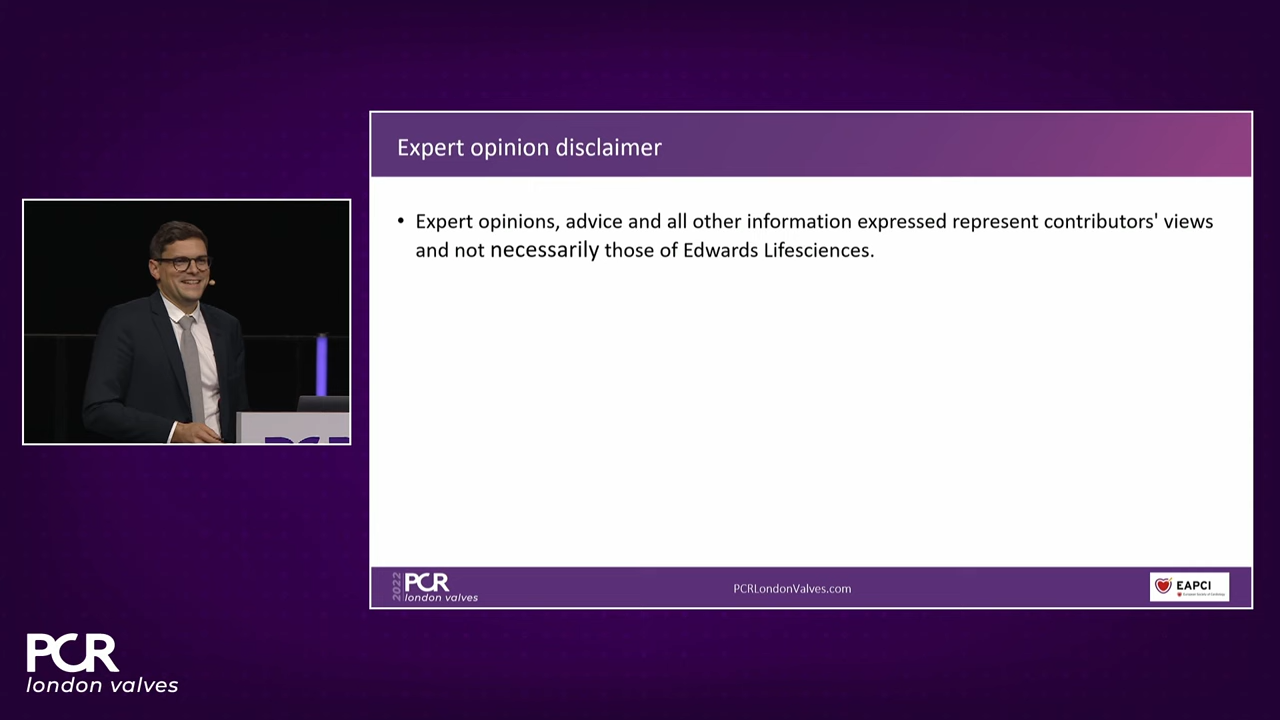 Expert opinion disclaimer
• Expert opinions, advice and all other information expressed represent contributors' views
and not necessarily those of Edwards Lifesciences.
PCR
2022
PCR
london valves
PCRLondonValves.com
EAPCI
PCR
london valves